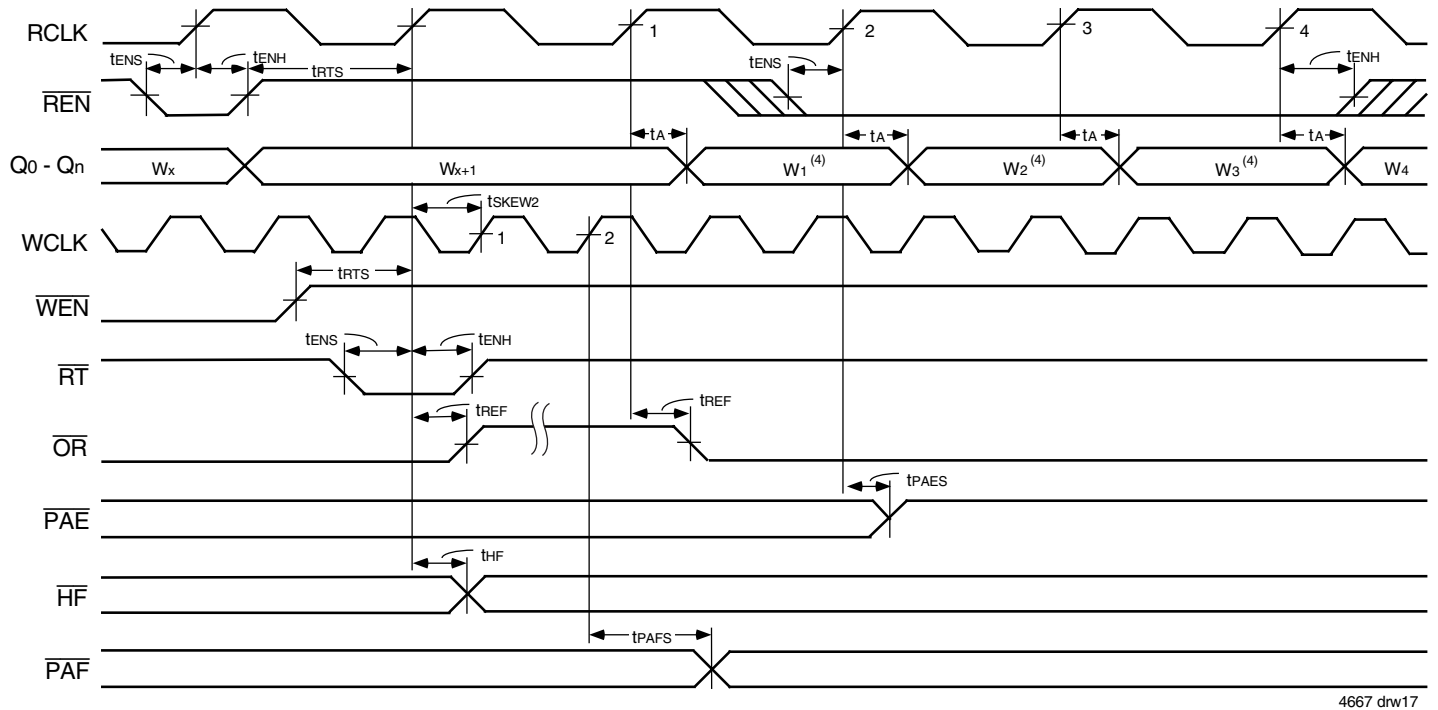 RCLK 1 2 3 4
tENS tENH tRTS tENS tENH
REN
tA tA tA tA
Q0 - Qn Wx Wx+1 W1 (4) W2 (4) W3 (4) W4
tSKEW2
WCLK 1 2
tRTS
WEN
tENS tENH
RT
tREF tREF
OR
tPAES
PAE
tHF
HF
tPAFS
PAF
4667 drw17